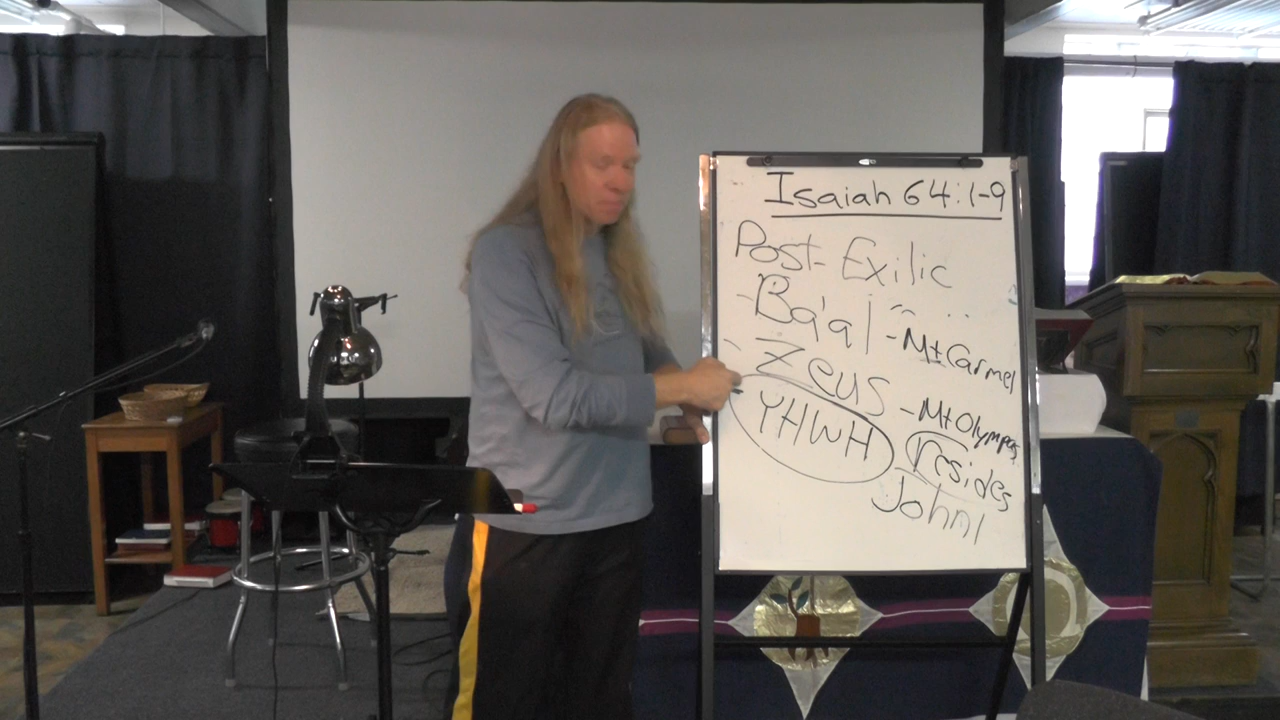 Isaiah 64:1-9
Post-Exilic
- Ba'al - Mt Carmel
- Zeus - Mt Olympus
YHWH resides
John 1